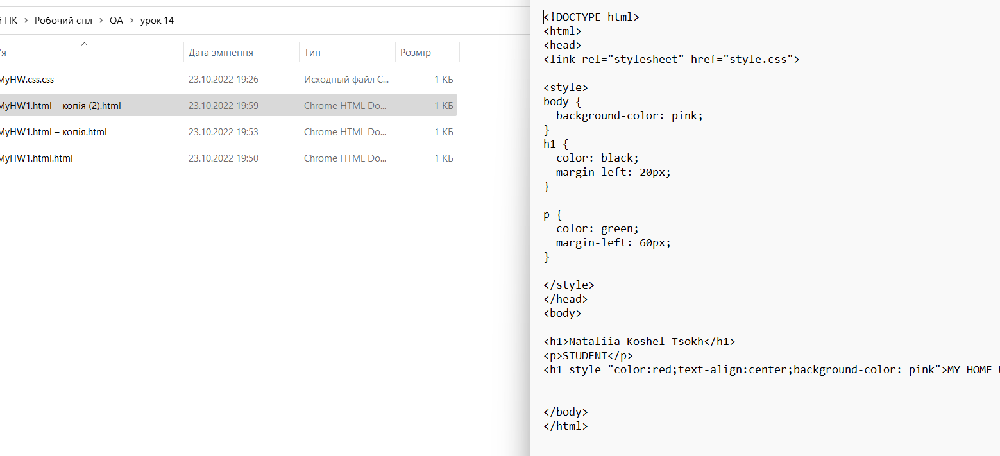 ПК > Робочий стіл > QA > урок 14
Дата змінення Тип Розмір
MyHW.css.css 23.10.2022 19:26 Исходный файл С... 1 КБ
MyHW1.html – копія (2).html 23.10.2022 19:59 Chrome HTML Do... 1 КБ
MyHW1.html – копія.html 23.10.2022 19:53 Chrome HTML Do... 1 КБ
MyHW1.html.html 23.10.2022 19:50 Chrome HTML Do... 1 КБ
<!DOCTYPE html>
<html>
<head>
<link rel="stylesheet" href="style.css">
<style>
body {
background-color: pink;
}
h1 {
color: black;
margin-left: 20px;
}
p {
color: green;
margin-left: 60px;
}
</style>
</head>
<body>
<h1>Nataliia Koshel-Tsokh</h1>
<p>STUDENT</p>
<h1 style="color:red;text-align:center;background-color: pink">MY HOME
</body>
</html>